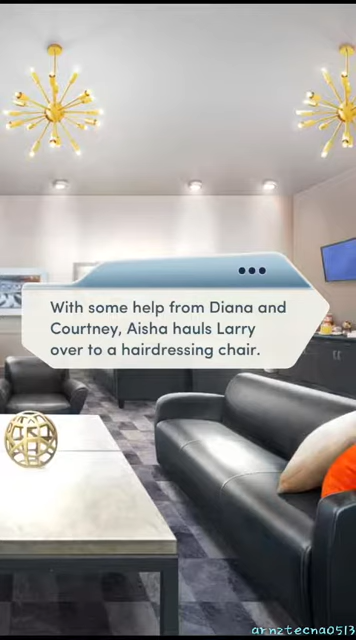 With some help from Diana and
Courtney, Aisha hauls Larry
over to a hairdressing chair.
arnztecna0513